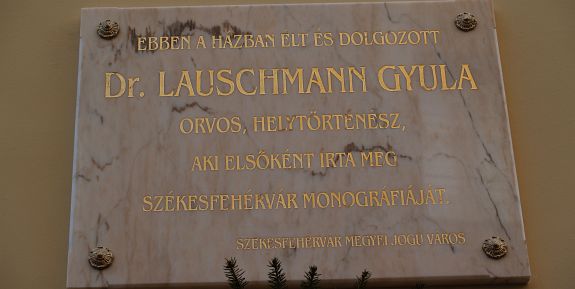 EBBEN A HÁZBAN ÉLT ÉS DOLGOZOTT
Dr. LAUSCHMANN GYULA
ORVOS, HELYTÖRTÉNÉSZ,
AKI ELSŐKÉNT ÍRTA MEG
SZÉKESFEHÉRVÁR MONOGRÁFIÁJÁT.
SZÉKESFEHÉRVÁR MEGYEI JOGÚ VÁROS